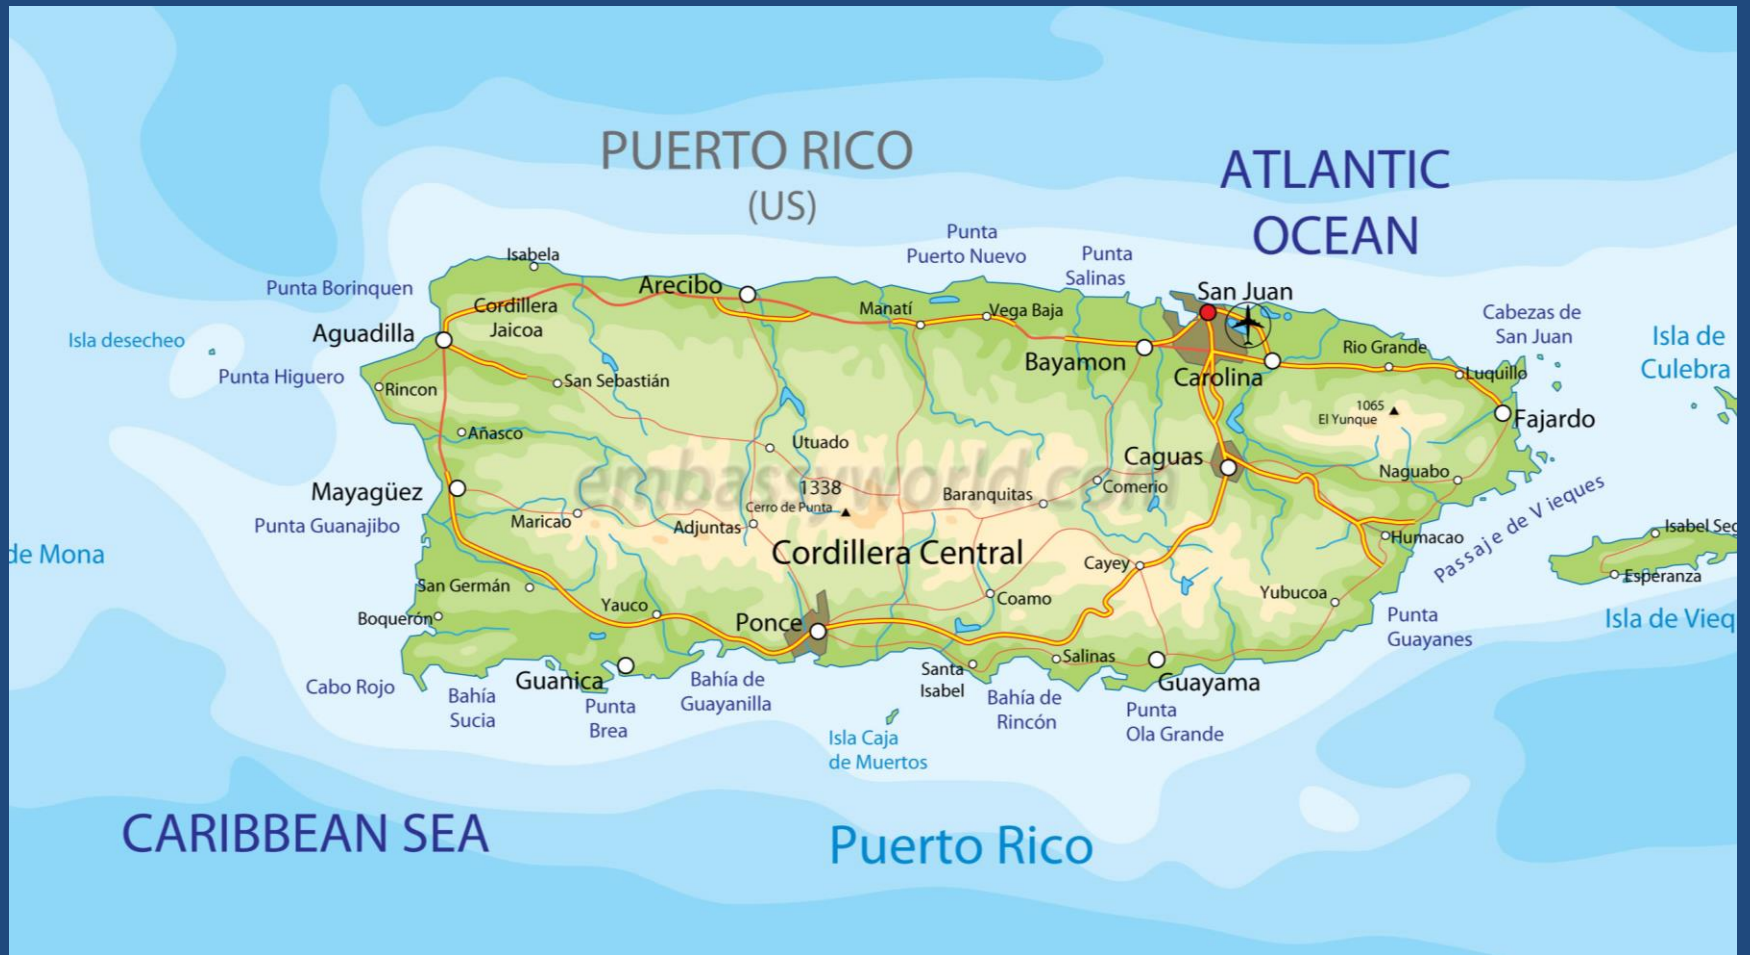 PUERTO RICO
(US)
ATLANTIC
OCEAN
Punta
Puerto Nuevo
Punta
Salinas
Isabela
Punta Borinquen
Arecibo
San Juan
Cordillera
Jaicoa
Manatí
Vega Baja
Cabezas de
San Juan
Aguadilla
Isla desecheo
Isla de
Culebra
Rio Grande
Bayamon
Carolina
Punta Higuero
Rincon
San Sebastián
Luquillo
1065
El Yunque
Fajardo
Añasco
Utuado
Caguas
embassyworld.com
Naguabo
Mayagüez
1338
Cerro de Punta
Baranquitas
Comerio
Punta Guanajibo
Maricao
Adjuntas
Passaje de Vieques
Isabel Seg
de Mona
Cordillera Central
Humacao
Cayey
Esperanza
San Germán
Yubucoa
Coamo
Boquerón
Yauco
Ponce
Punta
Guayanes
Isla de Vieq
Salinas
Santa
Isabel
Guanica
Guayama
Cabo Rojo
Bahía
Sucia
Punta
Brea
Bahía de
Guayanilla
Bahía de
Rincón
Punta
Ola Grande
Isla Caja
de Muertos
CARIBBEAN SEA
Puerto Rico